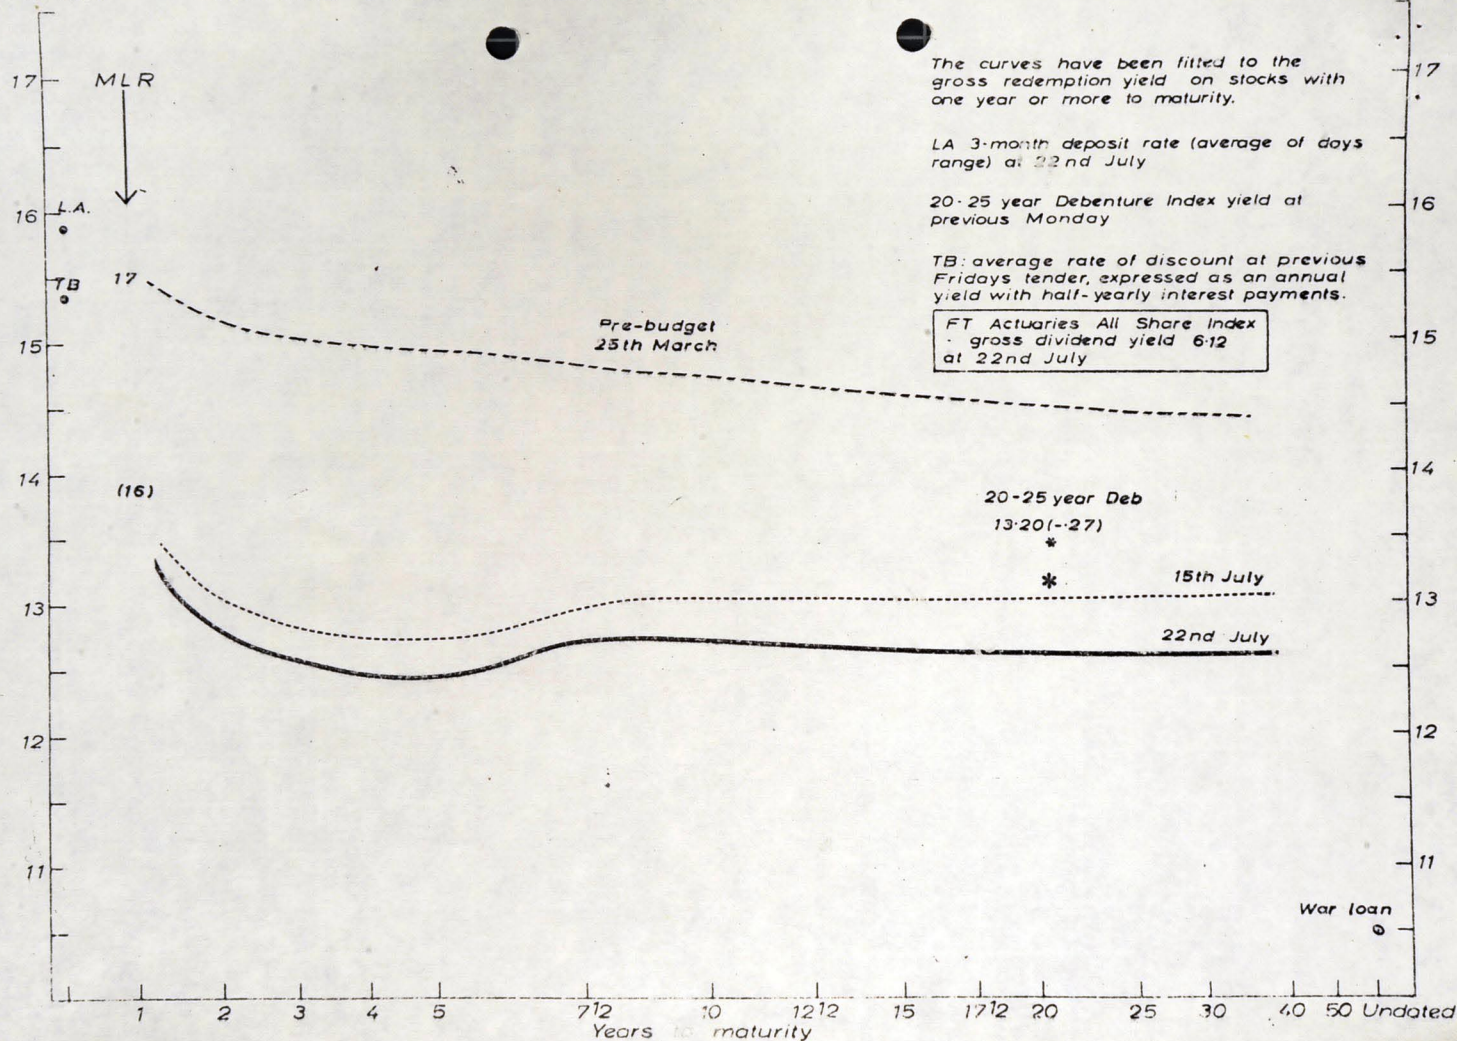 17
MLR
The curves have been fitted to the
gross redemption yield on stocks with
one year or more to maturity.
17
LA 3-month deposit rate (average of days
range) at 22nd July
16
L.A.
20-25 year Debenture Index yield at
previous Monday
16
TB
17
TB: average rate of discount at previous
Fridays tender, expressed as an annual
yield with half-yearly interest payments.
15
Pre-budget
25th March
FT Actuaries All Share Index
- gross dividend yield 6·12
at 22nd July
15
14
(16)
20-25 year Deb
13·20(-·27)
14
13
15th July
13
22nd July
12
12
11
11
War loan
1 2 3 4 5 7½ 10 12½ 15 17½ 20 25 30 40 50 Undated
Years to maturity